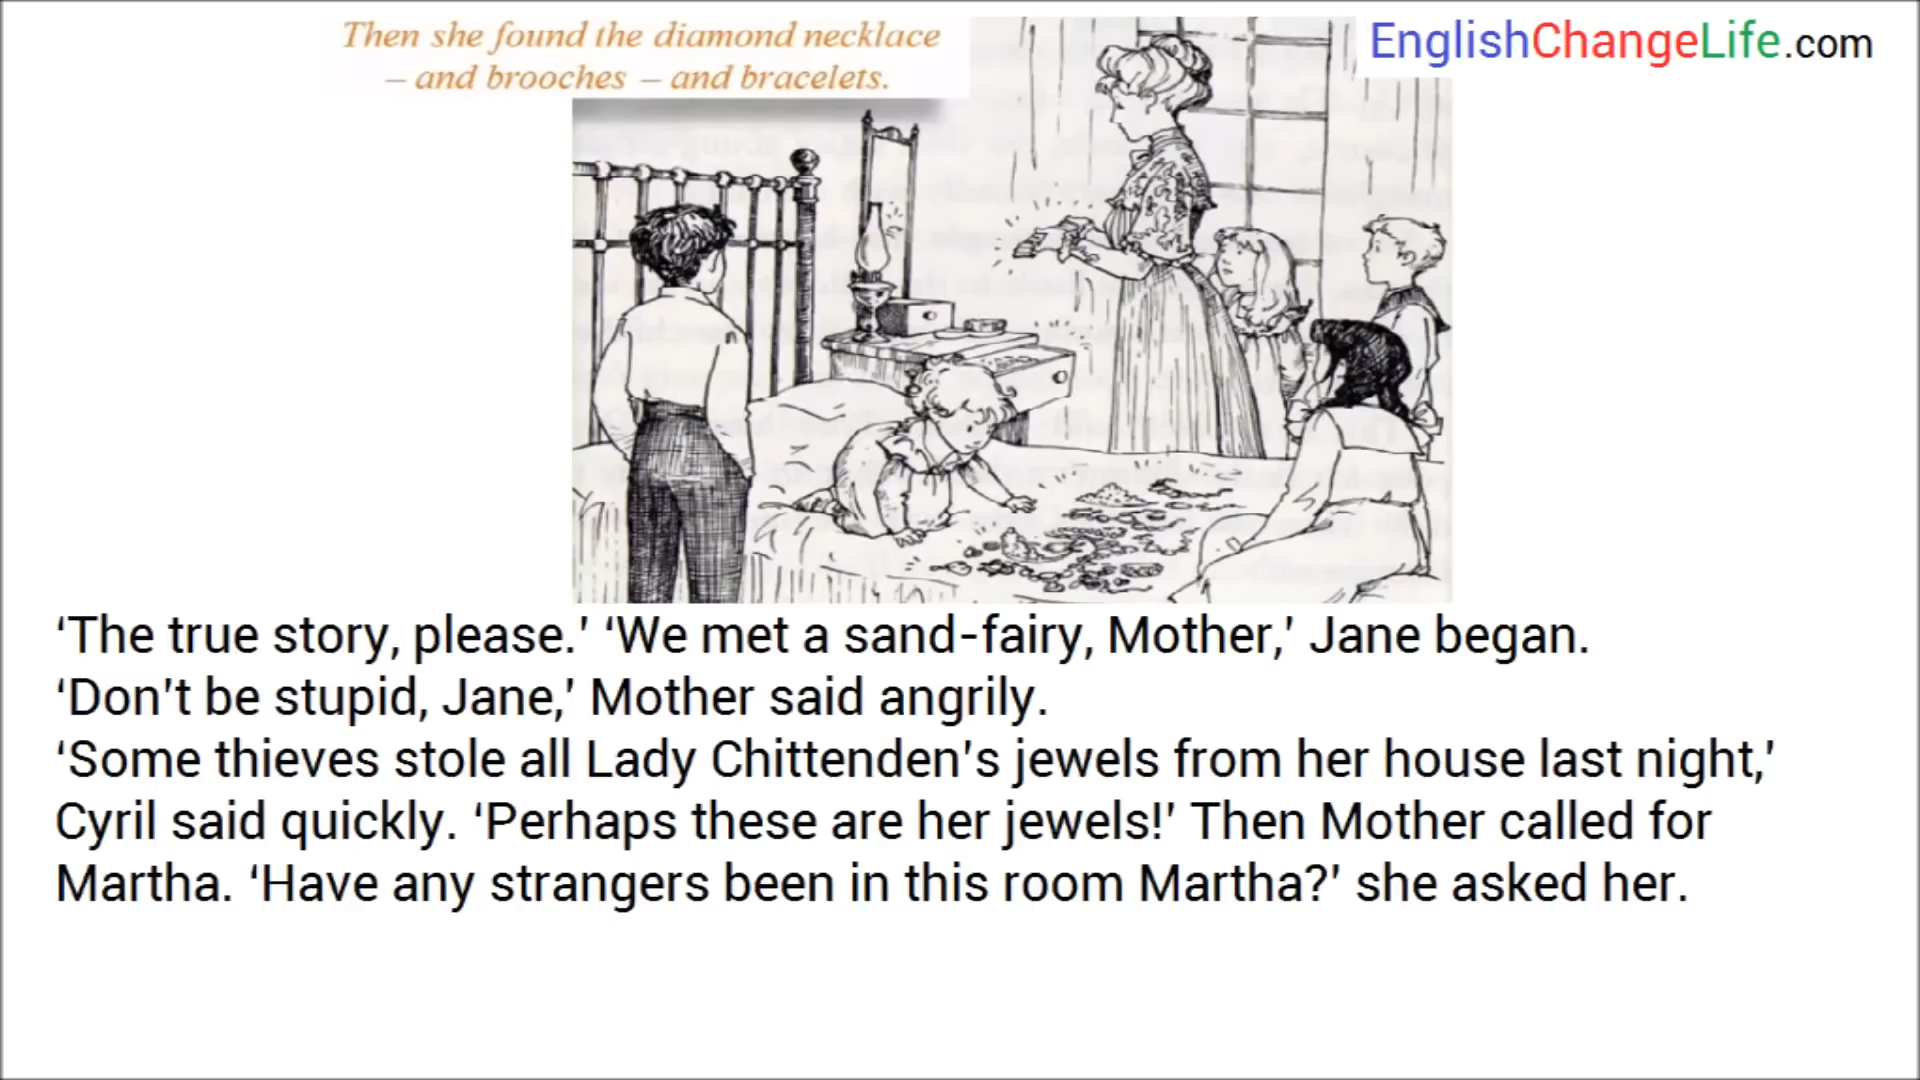 Then she found the diamond necklace
– and brooches – and bracelets.
EnglishChangeLife.com
‘The true story, please.’ ‘We met a sand-fairy, Mother,’ Jane began.
‘Don’t be stupid, Jane,’ Mother said angrily.
‘Some thieves stole all Lady Chittenden’s jewels from her house last night,’
Cyril said quickly. ‘Perhaps these are her jewels!’ Then Mother called for
Martha. ‘Have any strangers been in this room Martha?’ she asked her.